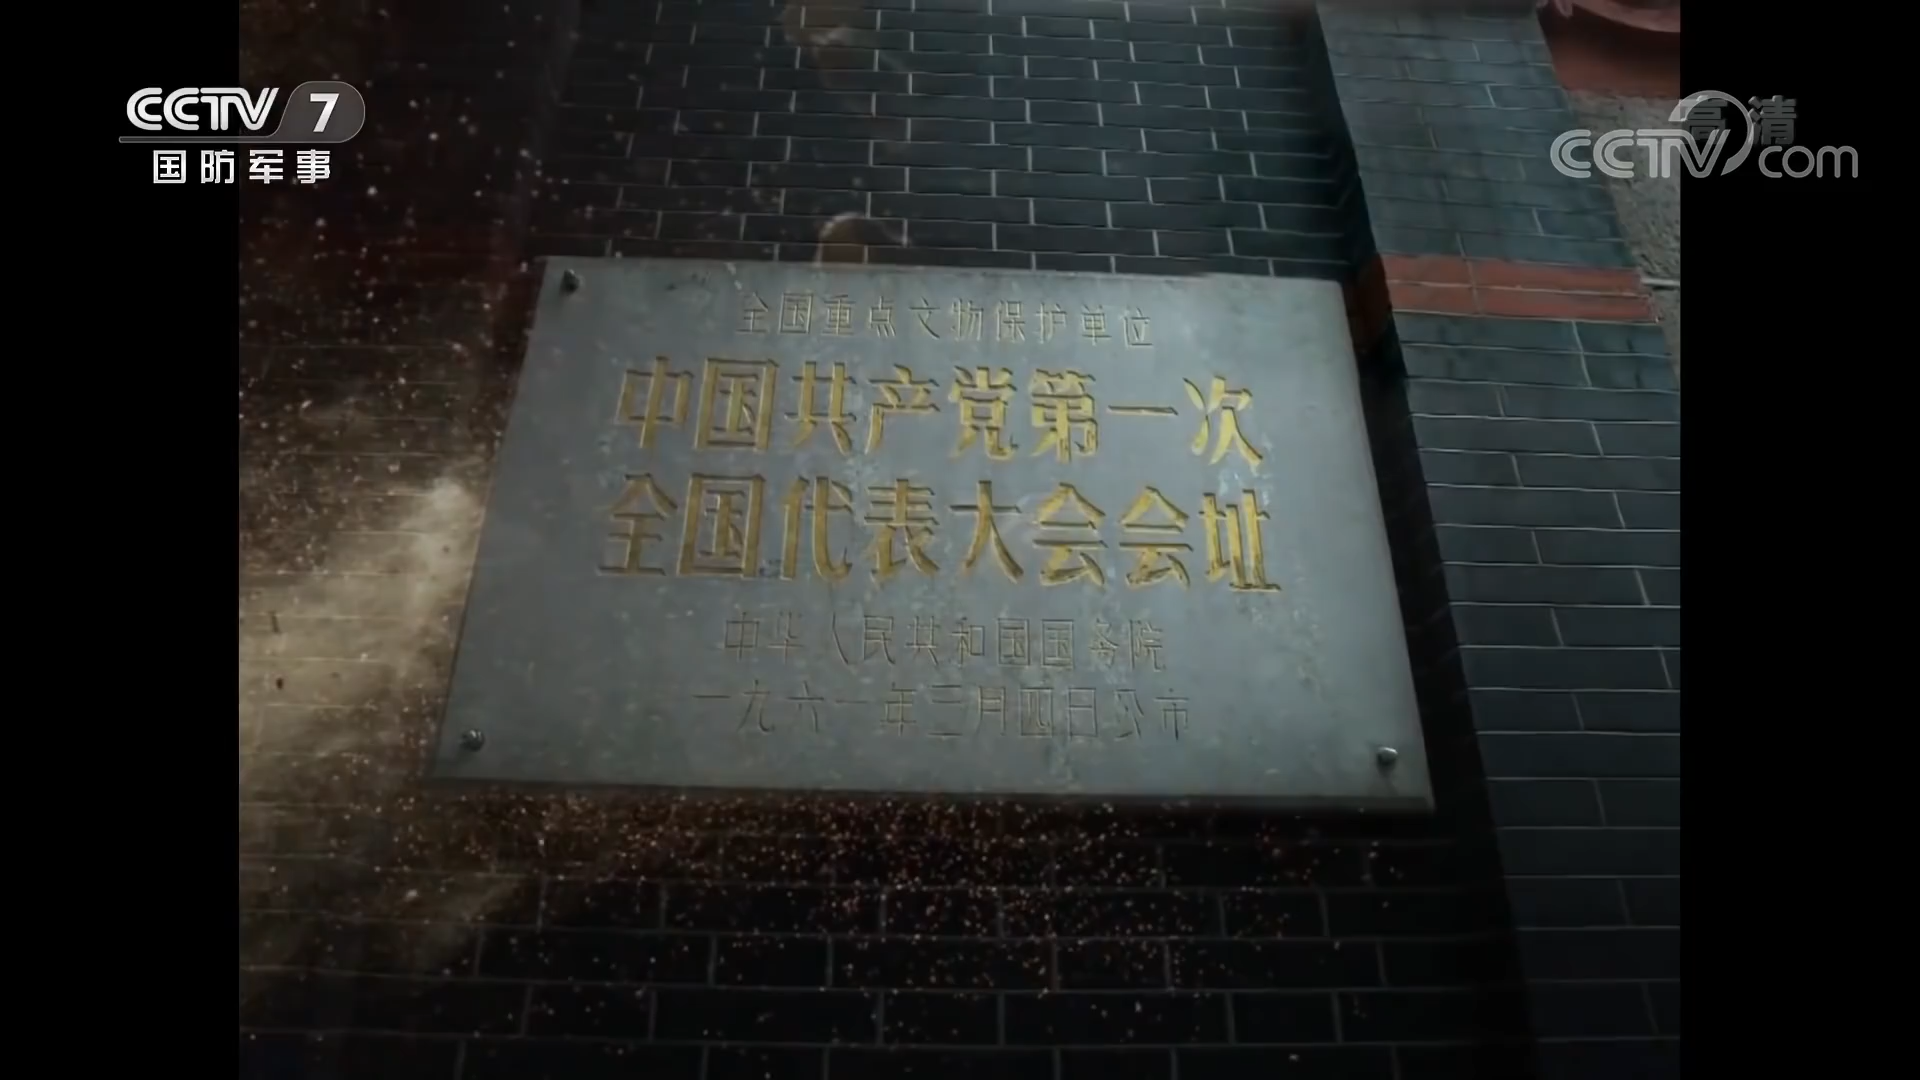 CCTV 7
国防军事
高清
CCTV.com
全国重点文物保护单位
中国共产党第一次
全国代表大会会址
中华人民共和国国务院
一九六一年三月四日公布